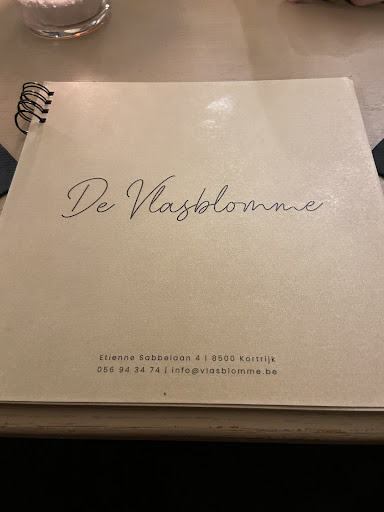 De Vlasblomme
Etienne Sabbelaan 4 | 8500 Kortrijk
056 94 34 74 | info@vlasblomme.be